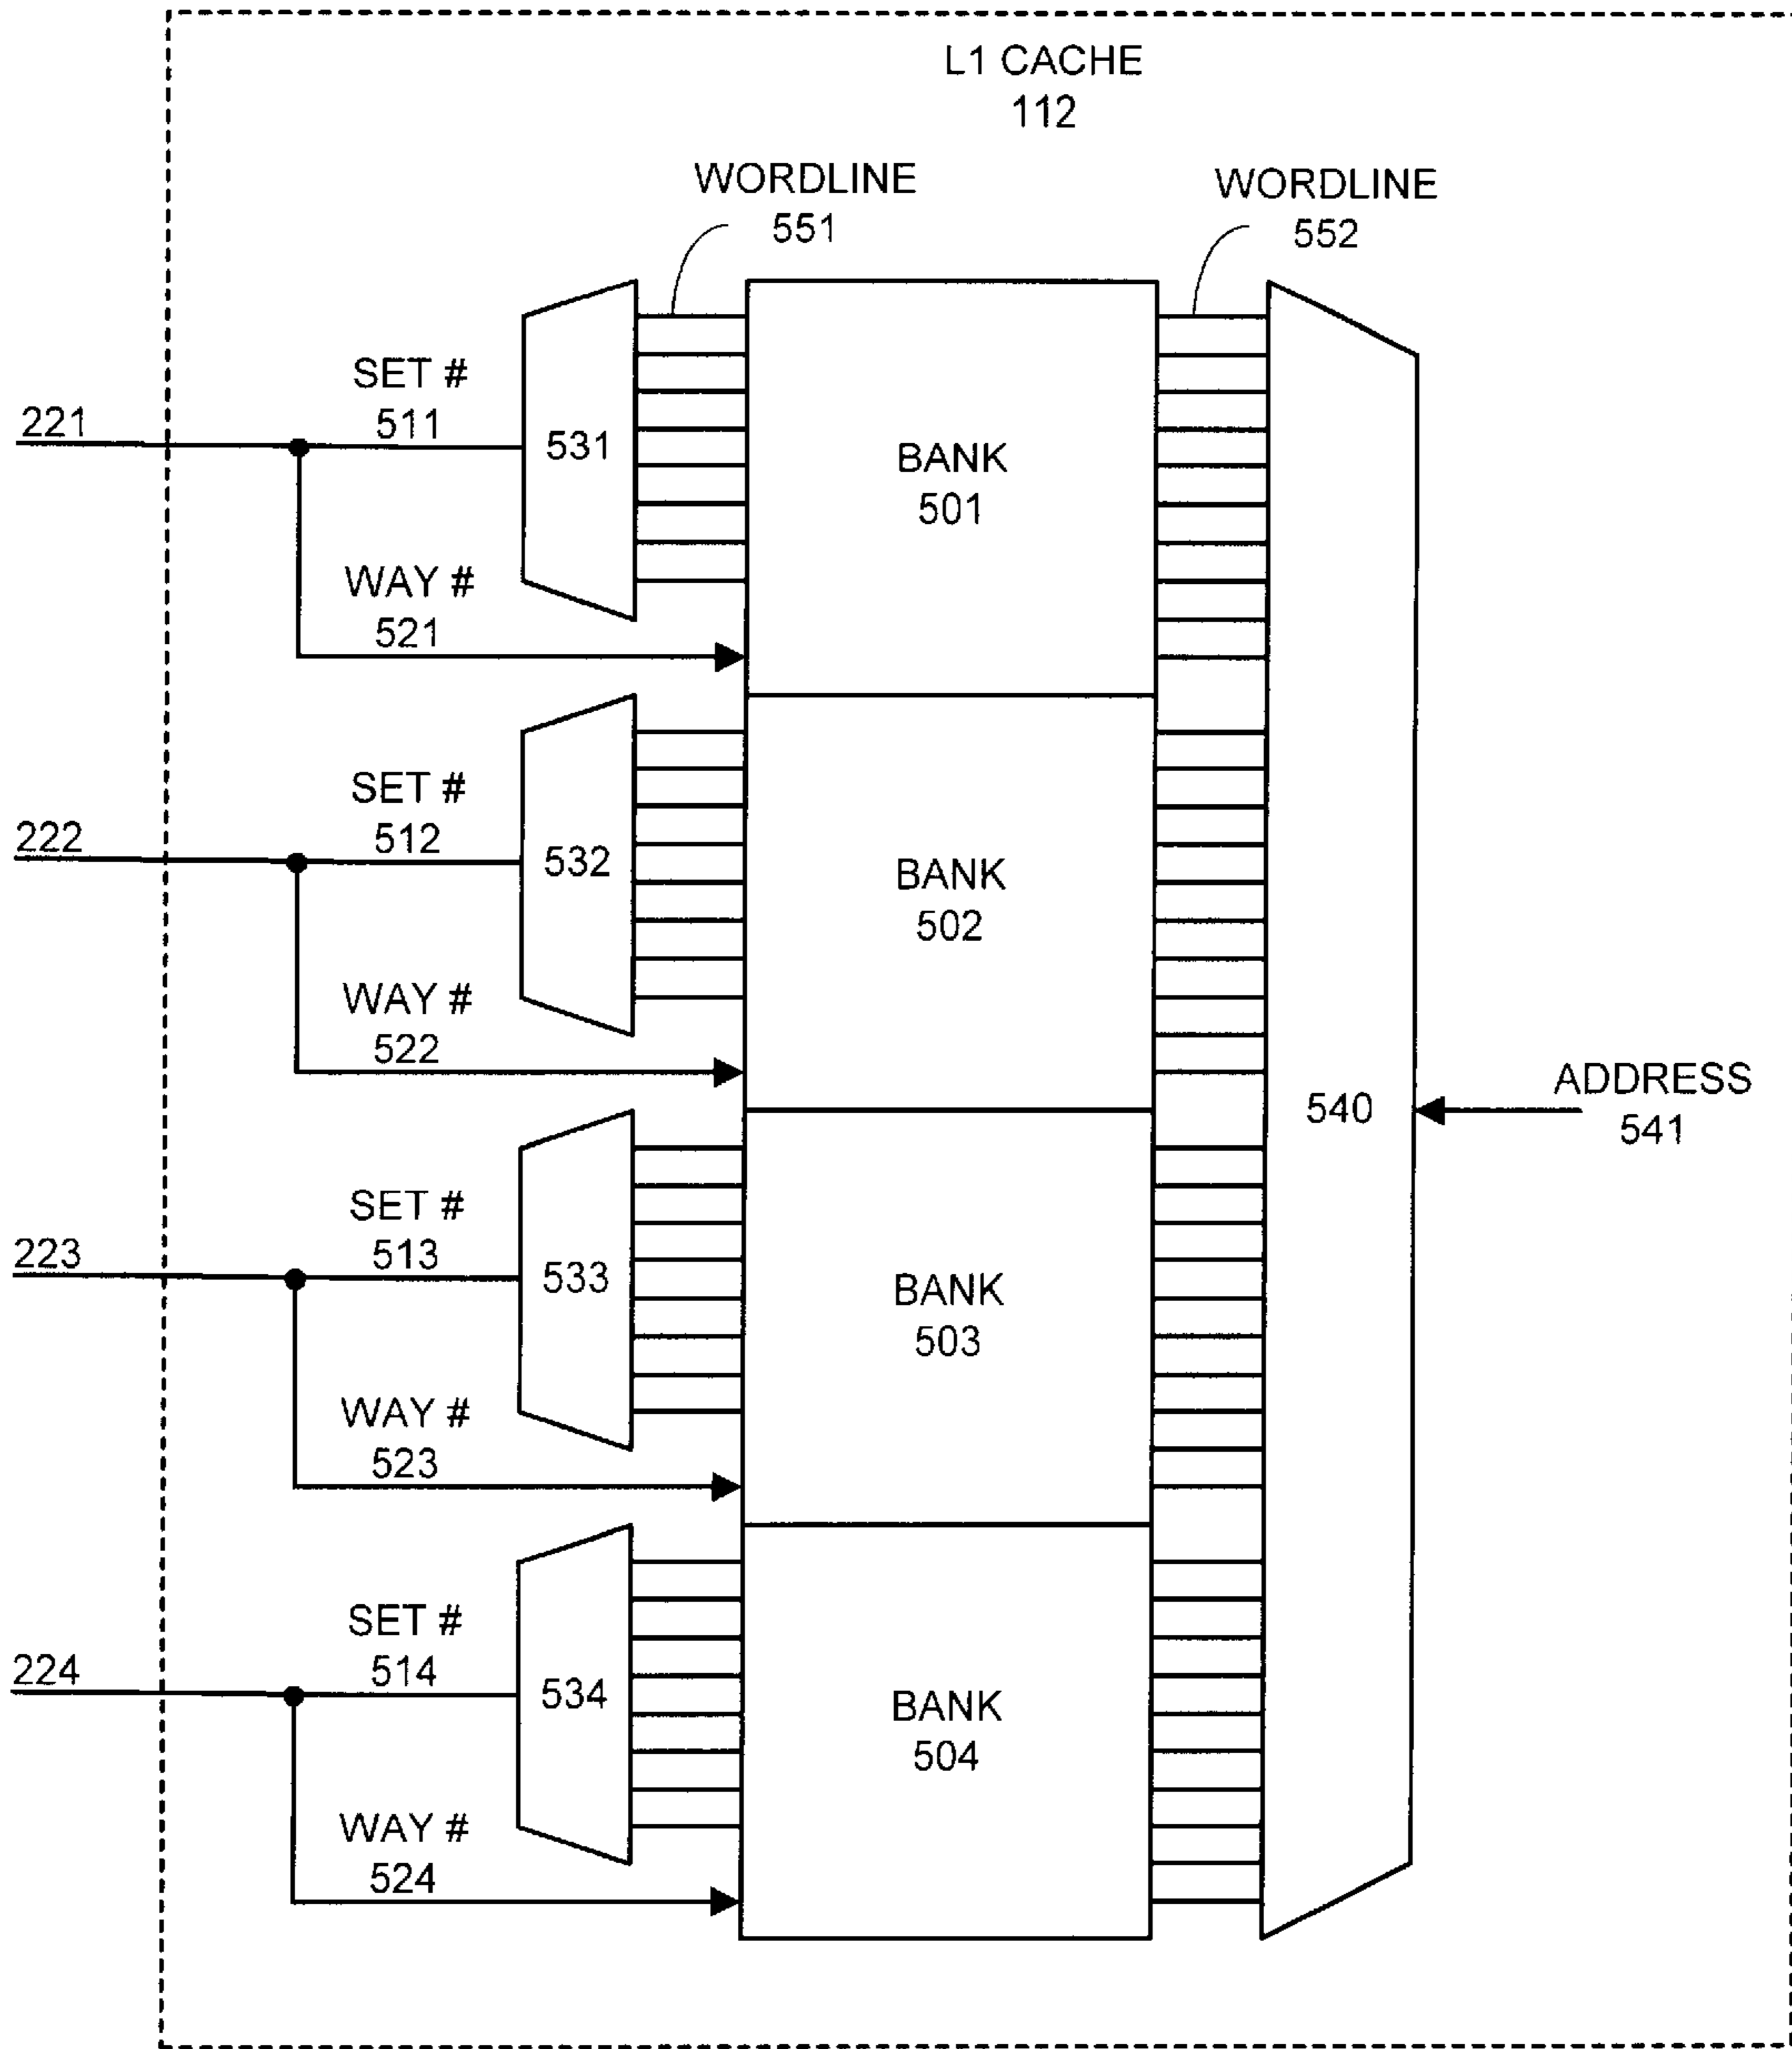 L1 CACHE
112
WORDLINE
551
WORDLINE
552
221
SET #
511
531
BANK
501
WAY #
521
222
SET #
512
532
BANK
502
WAY #
522
540
ADDRESS
541
223
SET #
513
533
BANK
503
WAY #
523
224
SET #
514
534
BANK
504
WAY #
524